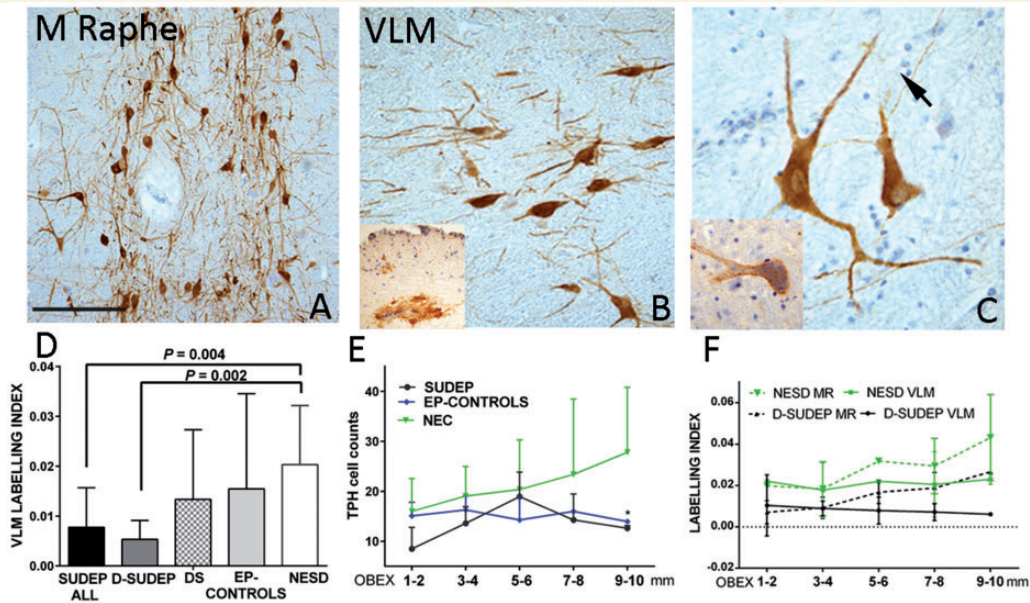 M Raphe
A
VLM
B
C
D
P = 0.004
P = 0.002
VLM LABELLING INDEX
0.04
0.03
0.02
0.01
0.00
SUDEP D-SUDEP DS EP- NESD
ALL CONTROLS
E
TPH cell counts
40
30
20
10
SUDEP
EP-CONTROLS
NEC
*
OBEX 1-2 3-4 5-6 7-8 9-10 mm
F
LABELLING INDEX
0.06
0.04
0.02
0.00
-0.02
NESD MR NESD VLM
D-SUDEP MR D-SUDEP VLM
OBEX 1-2 3-4 5-6 7-8 9-10 mm